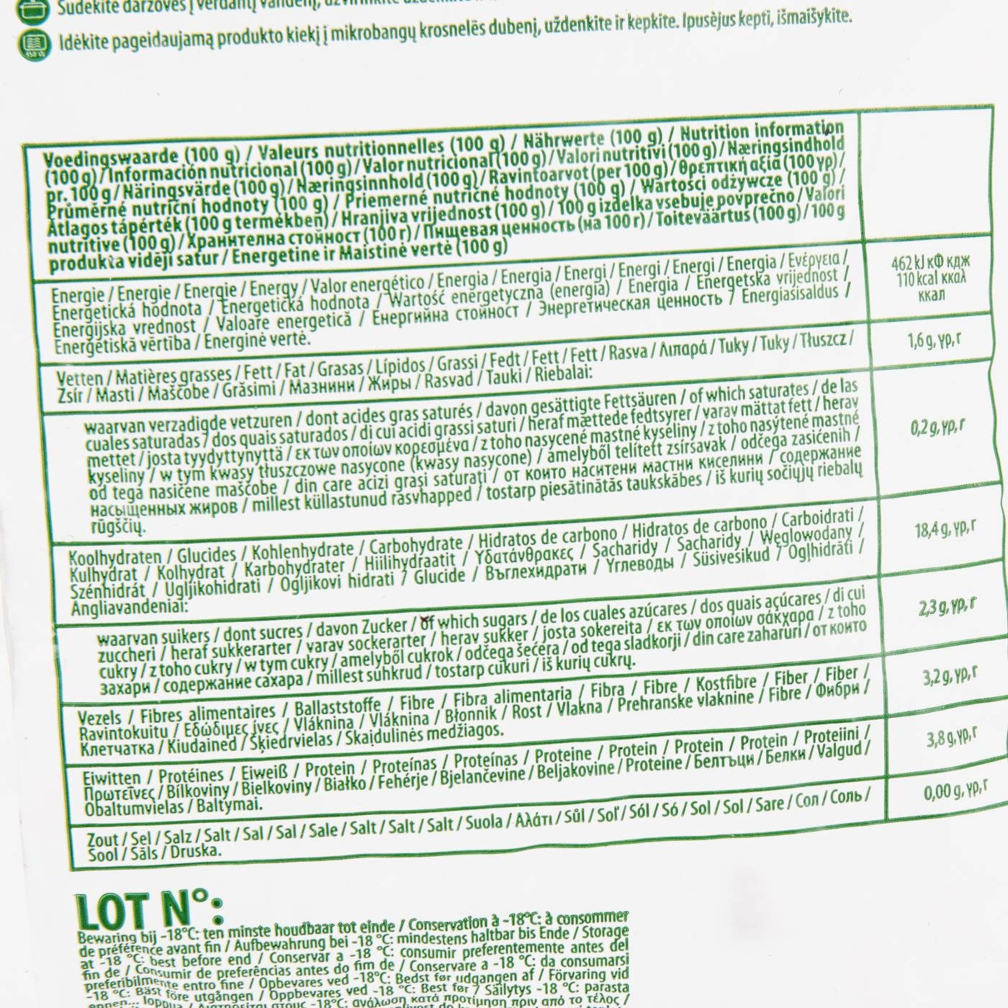 Sudėkite daržoves į verdantį vandenį,
Idėkite pageidaujamą produkto kiekį į mikrobangų krosnelės dubenį, uždenkite ir kepkite. Ipusėjus kepti, išmaišykite.
Voedingswaarde (100 g) / Valeurs nutritionnelles (100 g) / Nährwerte (100 g) / Nutrition information
(100 g) / Información nutricional (100 g) / Valor nutricional (100 g) / Valori nutritivi (100 g) / Næringsindhold
pr. 100 g / Näringsvärde (100 g) / Næringsinnhold (100 g) / Ravintoarvot (per 100 g) / Θρεπτική αξία (100 γρ) /
Průměrné nutriční hodnoty (100 g) / Priemerné nutričné hodnoty (100 g) / Wartości odżywcze (100 g) /
Átlagos tápérték (100 g termékben) / Hranjiva vrijednost (100 g) / 100 g izdelka vsebuje povprečno / Valori
nutritive (100 g) / Хранителна стойност (100 г) / Пищевая ценность (на 100 г) / Toiteväärtus (100 g) / 100 g
produkta vidēji satur / Energetine ir Maistinė vertė (100 g)
Energie / Energie / Energie / Energy / Valor energético / Energia / Energia / Energi / Energi / Energi / Energia / Ενέργεια /
Energetická hodnota / Energetická hodnota / Wartość energetyczna (energia) / Energia / Energetska vrijednost /
Energijska vrednost / Valoare energetică / Енергийна стойност / Энергетическая ценность / Energiasisaldus /
Enerģētiskā vērtība / Energinė vertė.
462 kJ кФ кдж
110 kcal ккал
ккал
Vetten / Matières grasses / Fett / Fat / Grasas / Lípidos / Grassi / Fedt / Fett / Fett / Rasva / Λιπαρά / Tuky / Tuky / Tłuszcz /
Zsír / Masti / Maščobe / Grăsimi / Мазнини / Жиры / Rasvad / Tauki / Riebalai:
1,6 g, γρ, г
waarvan verzadigde vetzuren / dont acides gras saturés / davon gesättigte Fettsäuren / of which saturates / de las
cuales saturadas / dos quais saturados / di cui acidi grassi saturi / heraf mættede fedtsyrer / varav mättat fett / herav
mettet / josta tyydyttynyttä / εκ των οποίων κορεσμένα / z toho nasycené mastné kyseliny / z toho nasýtené mastné
kyseliny / w tym kwasy tłuszczowe nasycone (kwasy nasycone) / amelyből telített zsírsavak / odčega zasićenih /
od tega nasičene maščobe / din care acizi grași saturați / от които наситени мастни киселини / содержание
насыщенных жиров / millest küllastunud rasvhapped / tostarp piesātinātās taukskābes / iš kurių sočiųjų riebalų
rūgščių.
0,2 g, γρ, г
Koolhydraten / Glucides / Kohlenhydrate / Carbohydrate / Hidratos de carbono / Hidratos de carbono / Carboidrati /
Kulhydrat / Kolhydrat / Karbohydrater / Hiilihydraatit / Υδατάνθρακες / Sacharidy / Sacharidy / Węglowodany /
Szénhidrát / Ugljikohidrati / Ogljikovi hidrati / Glucide / Въглехидрати / Углеводы / Süsivesikud / Ogļhidrāti /
Angliavandeniai:
18,4 g, γρ, г
waarvan suikers / dont sucres / davon Zucker / of which sugars / de los cuales azúcares / dos quais açúcares / di cui
zuccheri / heraf sukkerarter / varav sockerarter / herav sukker / josta sokereita / εκ των οποίων σάκχαρα / z toho
cukry / z toho cukry / w tym cukry / amelyből cukrok / odčega šećera / od tega sladkorji / din care zaharuri / от които
захари / содержание сахара / millest suhkrud / tostarp cukuri / iš kurių cukrų.
2,3 g, γρ, г
Vezels / Fibres alimentaires / Ballaststoffe / Fibre / Fibra alimentaria / Fibra / Fibre / Kostfibre / Fiber / Fiber /
Ravintokuitu / Εδώδιμες ίνες / Vláknina / Vláknina / Błonnik / Rost / Vlakna / Prehranske vlaknine / Fibre / Фибри /
Клетчатка / Kiudained / Šķiedrvielas / Skaidulinės medžiagos.
3,2 g, γρ, г
Eiwitten / Protéines / Eiweiß / Protein / Proteínas / Proteínas / Proteine / Protein / Protein / Protein / Proteiini /
Πρωτεΐνες / Bílkoviny / Bielkoviny / Białko / Fehérje / Bjelančevine / Beljakovine / Proteine / Белтъци / Белки / Valgud /
Obaltumvielas / Baltymai.
3,8 g, γρ, г
Zout / Sel / Salz / Salt / Sal / Sal / Sale / Salt / Salt / Salt / Suola / Αλάτι / Sůl / Soľ / Sól / Só / Sol / Sol / Sare / Сол / Соль /
Sool / Sāls / Druska.
0,00 g, γρ, г
LOT N°:
Bewaring bij -18°C: ten minste houdbaar tot einde / Conservation à -18°C: à consommer
de préférence avant fin / Aufbewahrung bei -18 °C: mindestens haltbar bis Ende / Storage
at -18 °C: best before end / Conservar a -18 °C: consumir preferentemente antes del
fin de / Consumir de preferências antes do fim de / Conservare a -18 °C: da consumarsi
preferibilmente entro fine / Opbevares ved -18°C: Bedst før udgangen af / Förvaring vid
-18 °C: Bäst före utgången / Oppbevares ved -18 °C: Best før / Säilytys -18 °C: parasta
ennen... loppua / Διατηρείται στους -18°C: ανάλωση κατά προτίμηση πριν από το τέλος /